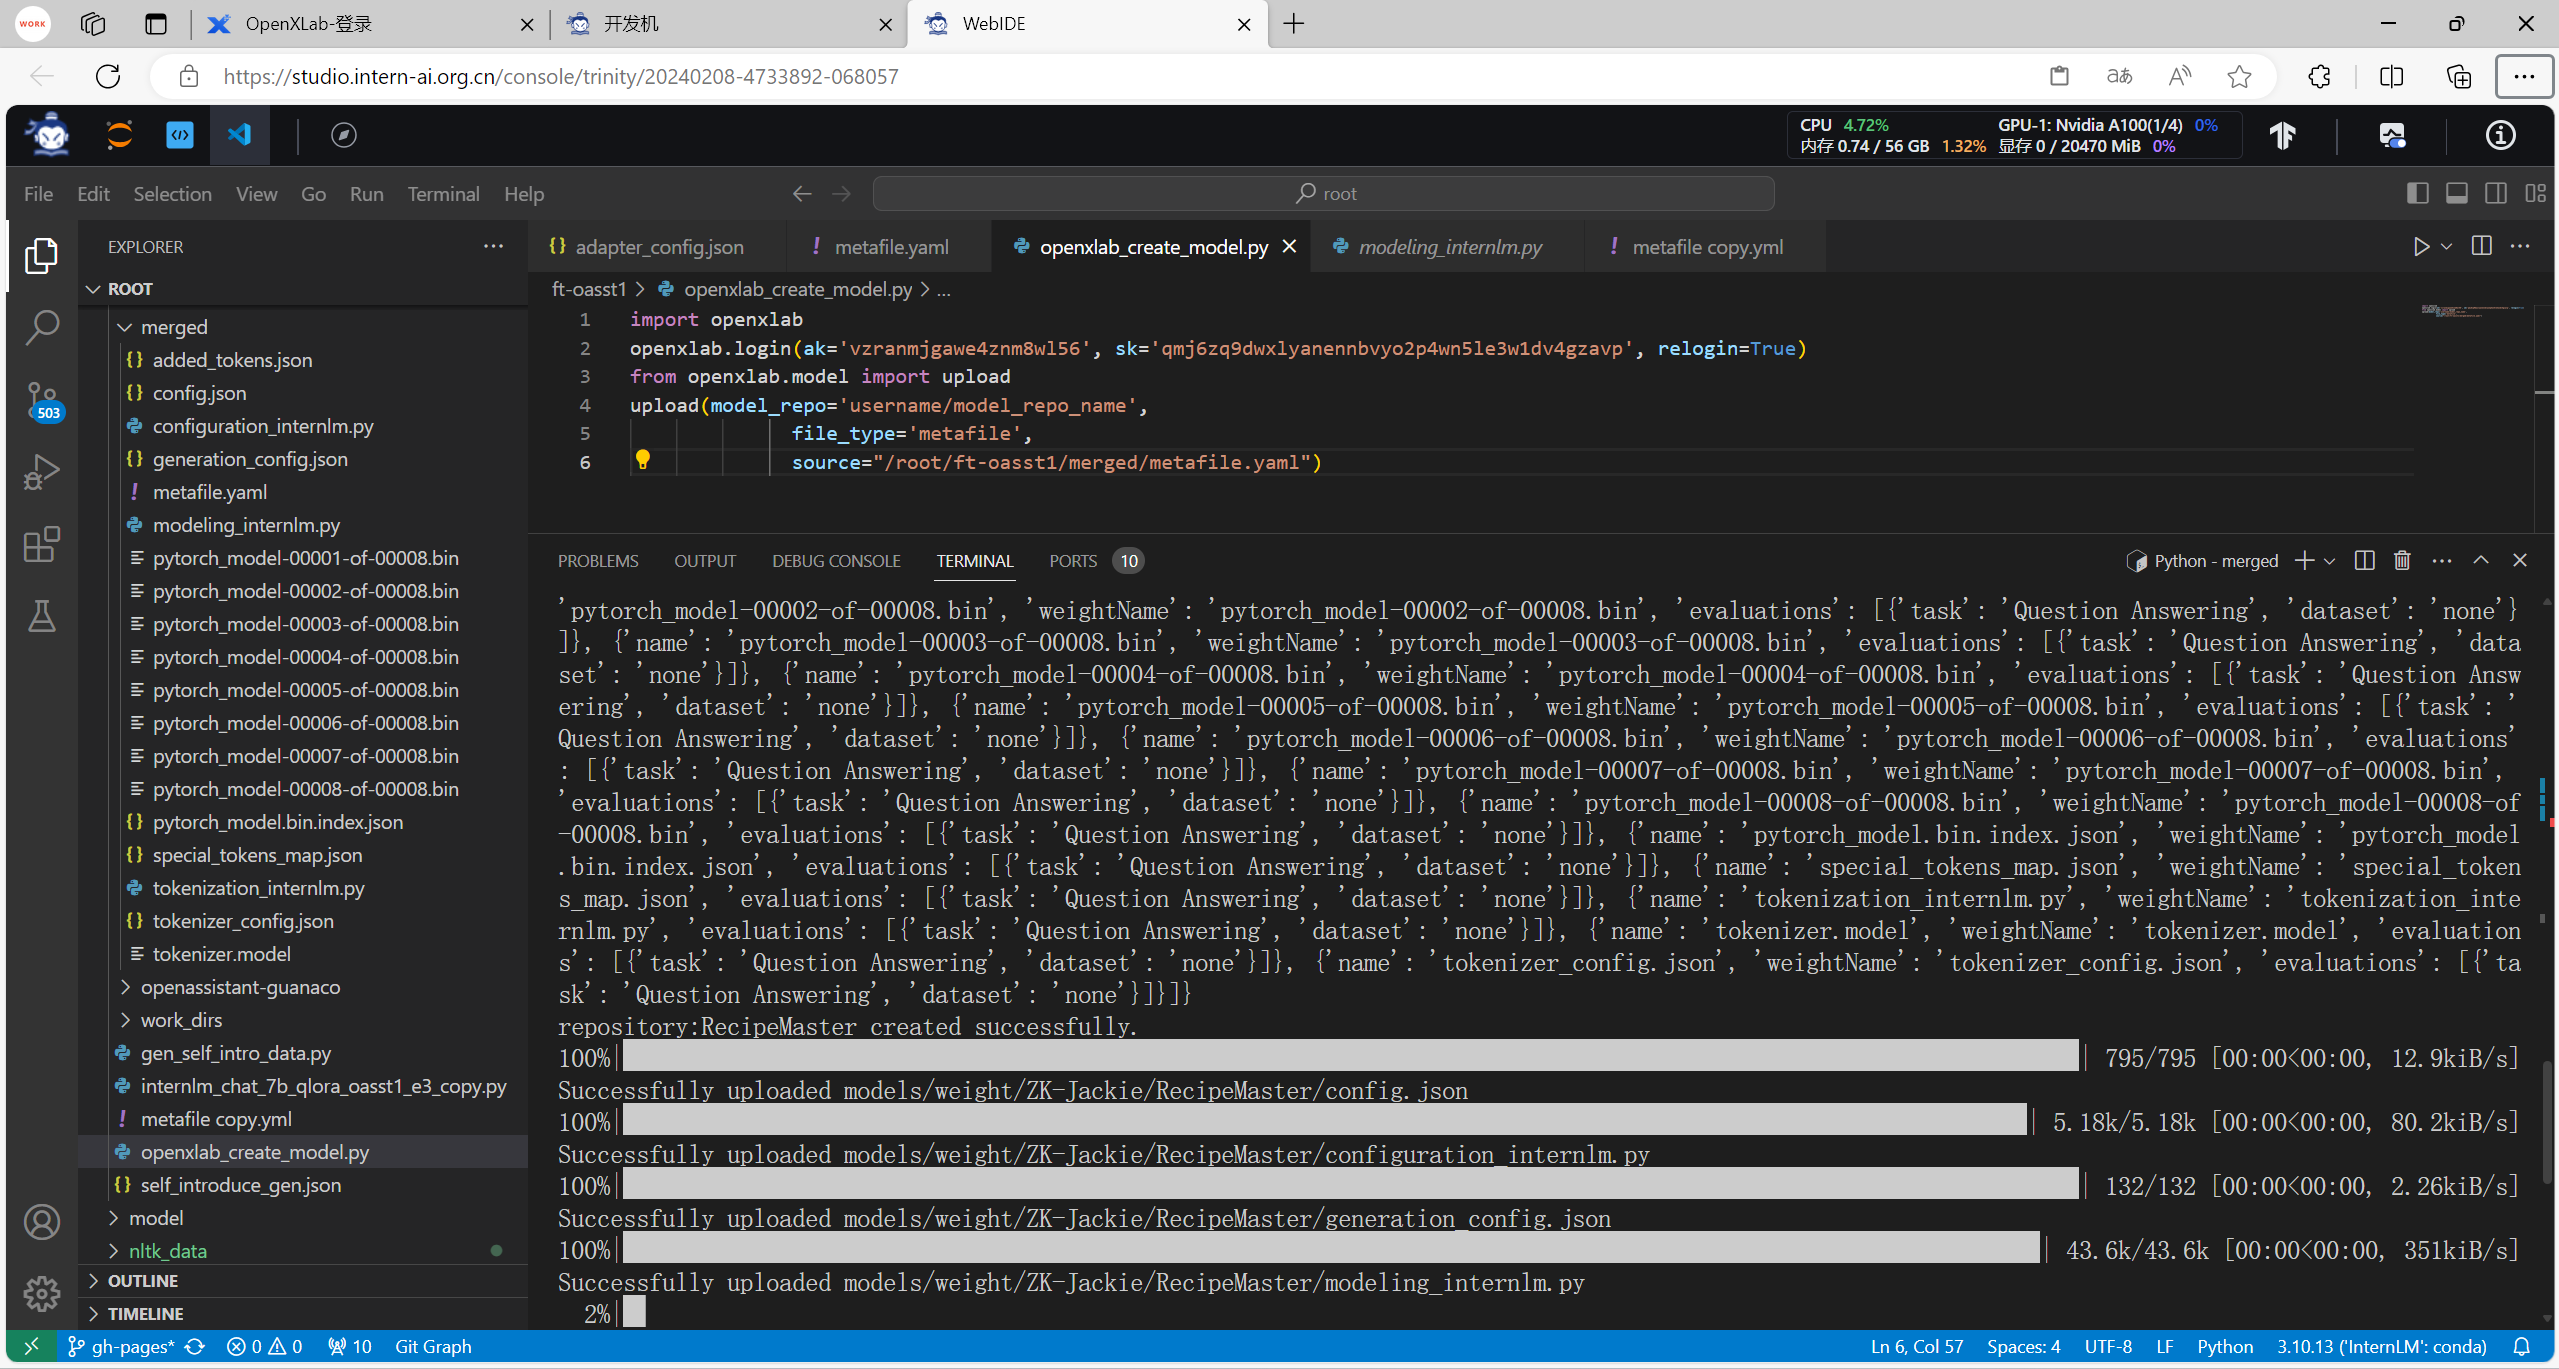 WORK
OpenXLab-登录
开发机
WebIDE
https://studio.intern-ai.org.cn/console/trinity/20240208-4733892-068057
CPU 4.72% GPU-1: Nvidia A100(1/4) 0%
内存 0.74 / 56 GB 1.32% 显存 0 / 20470 MiB 0%
File Edit Selection View Go Run Terminal Help
root
EXPLORER
ROOT
merged
added_tokens.json
config.json
configuration_internlm.py
generation_config.json
metafile.yaml
modeling_internlm.py
pytorch_model-00001-of-00008.bin
pytorch_model-00002-of-00008.bin
pytorch_model-00003-of-00008.bin
pytorch_model-00004-of-00008.bin
pytorch_model-00005-of-00008.bin
pytorch_model-00006-of-00008.bin
pytorch_model-00007-of-00008.bin
pytorch_model-00008-of-00008.bin
pytorch_model.bin.index.json
special_tokens_map.json
tokenization_internlm.py
tokenizer_config.json
tokenizer.model
openassistant-guanaco
work_dirs
gen_self_intro_data.py
internlm_chat_7b_qlora_oasst1_e3_copy.py
metafile copy.yml
openxlab_create_model.py
self_introduce_gen.json
model
nltk_data
OUTLINE
TIMELINE
503
adapter_config.json metafile.yaml openxlab_create_model.py modeling_internlm.py metafile copy.yml
ft-oasst1 > openxlab_create_model.py > ...
1 import openxlab
2 openxlab.login(ak='vzranmjgawe4znm8wl56', sk='qmj6zq9dwxlyanennbvyo2p4wn5le3w1dv4gzavp', relogin=True)
3 from openxlab.model import upload
4 upload(model_repo='username/model_repo_name',
5 file_type='metafile',
6 source="/root/ft-oasst1/merged/metafile.yaml")
PROBLEMS OUTPUT DEBUG CONSOLE TERMINAL PORTS 10
Python - merged
'pytorch_model-00002-of-00008.bin', 'weightName': 'pytorch_model-00002-of-00008.bin', 'evaluations': [{'task': 'Question Answering', 'dataset': 'none'}
]}, {'name': 'pytorch_model-00003-of-00008.bin', 'weightName': 'pytorch_model-00003-of-00008.bin', 'evaluations': [{'task': 'Question Answering', 'data
set': 'none'}]}, {'name': 'pytorch_model-00004-of-00008.bin', 'weightName': 'pytorch_model-00004-of-00008.bin', 'evaluations': [{'task': 'Question Answ
ering', 'dataset': 'none'}]}, {'name': 'pytorch_model-00005-of-00008.bin', 'weightName': 'pytorch_model-00005-of-00008.bin', 'evaluations': [{'task': '
Question Answering', 'dataset': 'none'}]}, {'name': 'pytorch_model-00006-of-00008.bin', 'weightName': 'pytorch_model-00006-of-00008.bin', 'evaluations'
: [{'task': 'Question Answering', 'dataset': 'none'}]}, {'name': 'pytorch_model-00007-of-00008.bin', 'weightName': 'pytorch_model-00007-of-00008.bin',
'evaluations': [{'task': 'Question Answering', 'dataset': 'none'}]}, {'name': 'pytorch_model-00008-of-00008.bin', 'weightName': 'pytorch_model-00008-of
-00008.bin', 'evaluations': [{'task': 'Question Answering', 'dataset': 'none'}]}, {'name': 'pytorch_model.bin.index.json', 'weightName': 'pytorch_model
.bin.index.json', 'evaluations': [{'task': 'Question Answering', 'dataset': 'none'}]}, {'name': 'special_tokens_map.json', 'weightName': 'special_token
s_map.json', 'evaluations': [{'task': 'Question Answering', 'dataset': 'none'}]}, {'name': 'tokenization_internlm.py', 'weightName': 'tokenization_inte
rnlm.py', 'evaluations': [{'task': 'Question Answering', 'dataset': 'none'}]}, {'name': 'tokenizer.model', 'weightName': 'tokenizer.model', 'evaluation
s': [{'task': 'Question Answering', 'dataset': 'none'}]}, {'name': 'tokenizer_config.json', 'weightName': 'tokenizer_config.json', 'evaluations': [{'ta
sk': 'Question Answering', 'dataset': 'none'}]}]}
repository:RecipeMaster created successfully.
100%| | 795/795 [00:00<00:00, 12.9kiB/s]
Successfully uploaded models/weight/ZK-Jackie/RecipeMaster/config.json
100%| | 5.18k/5.18k [00:00<00:00, 80.2kiB/s]
Successfully uploaded models/weight/ZK-Jackie/RecipeMaster/configuration_internlm.py
100%| | 132/132 [00:00<00:00, 2.26kiB/s]
Successfully uploaded models/weight/ZK-Jackie/RecipeMaster/generation_config.json
100%| | 43.6k/43.6k [00:00<00:00, 351kiB/s]
Successfully uploaded models/weight/ZK-Jackie/RecipeMaster/modeling_internlm.py
2%|
gh-pages* 0 0 10 Git Graph Ln 6, Col 57 Spaces: 4 UTF-8 LF Python 3.10.13 ('InternLM': conda)